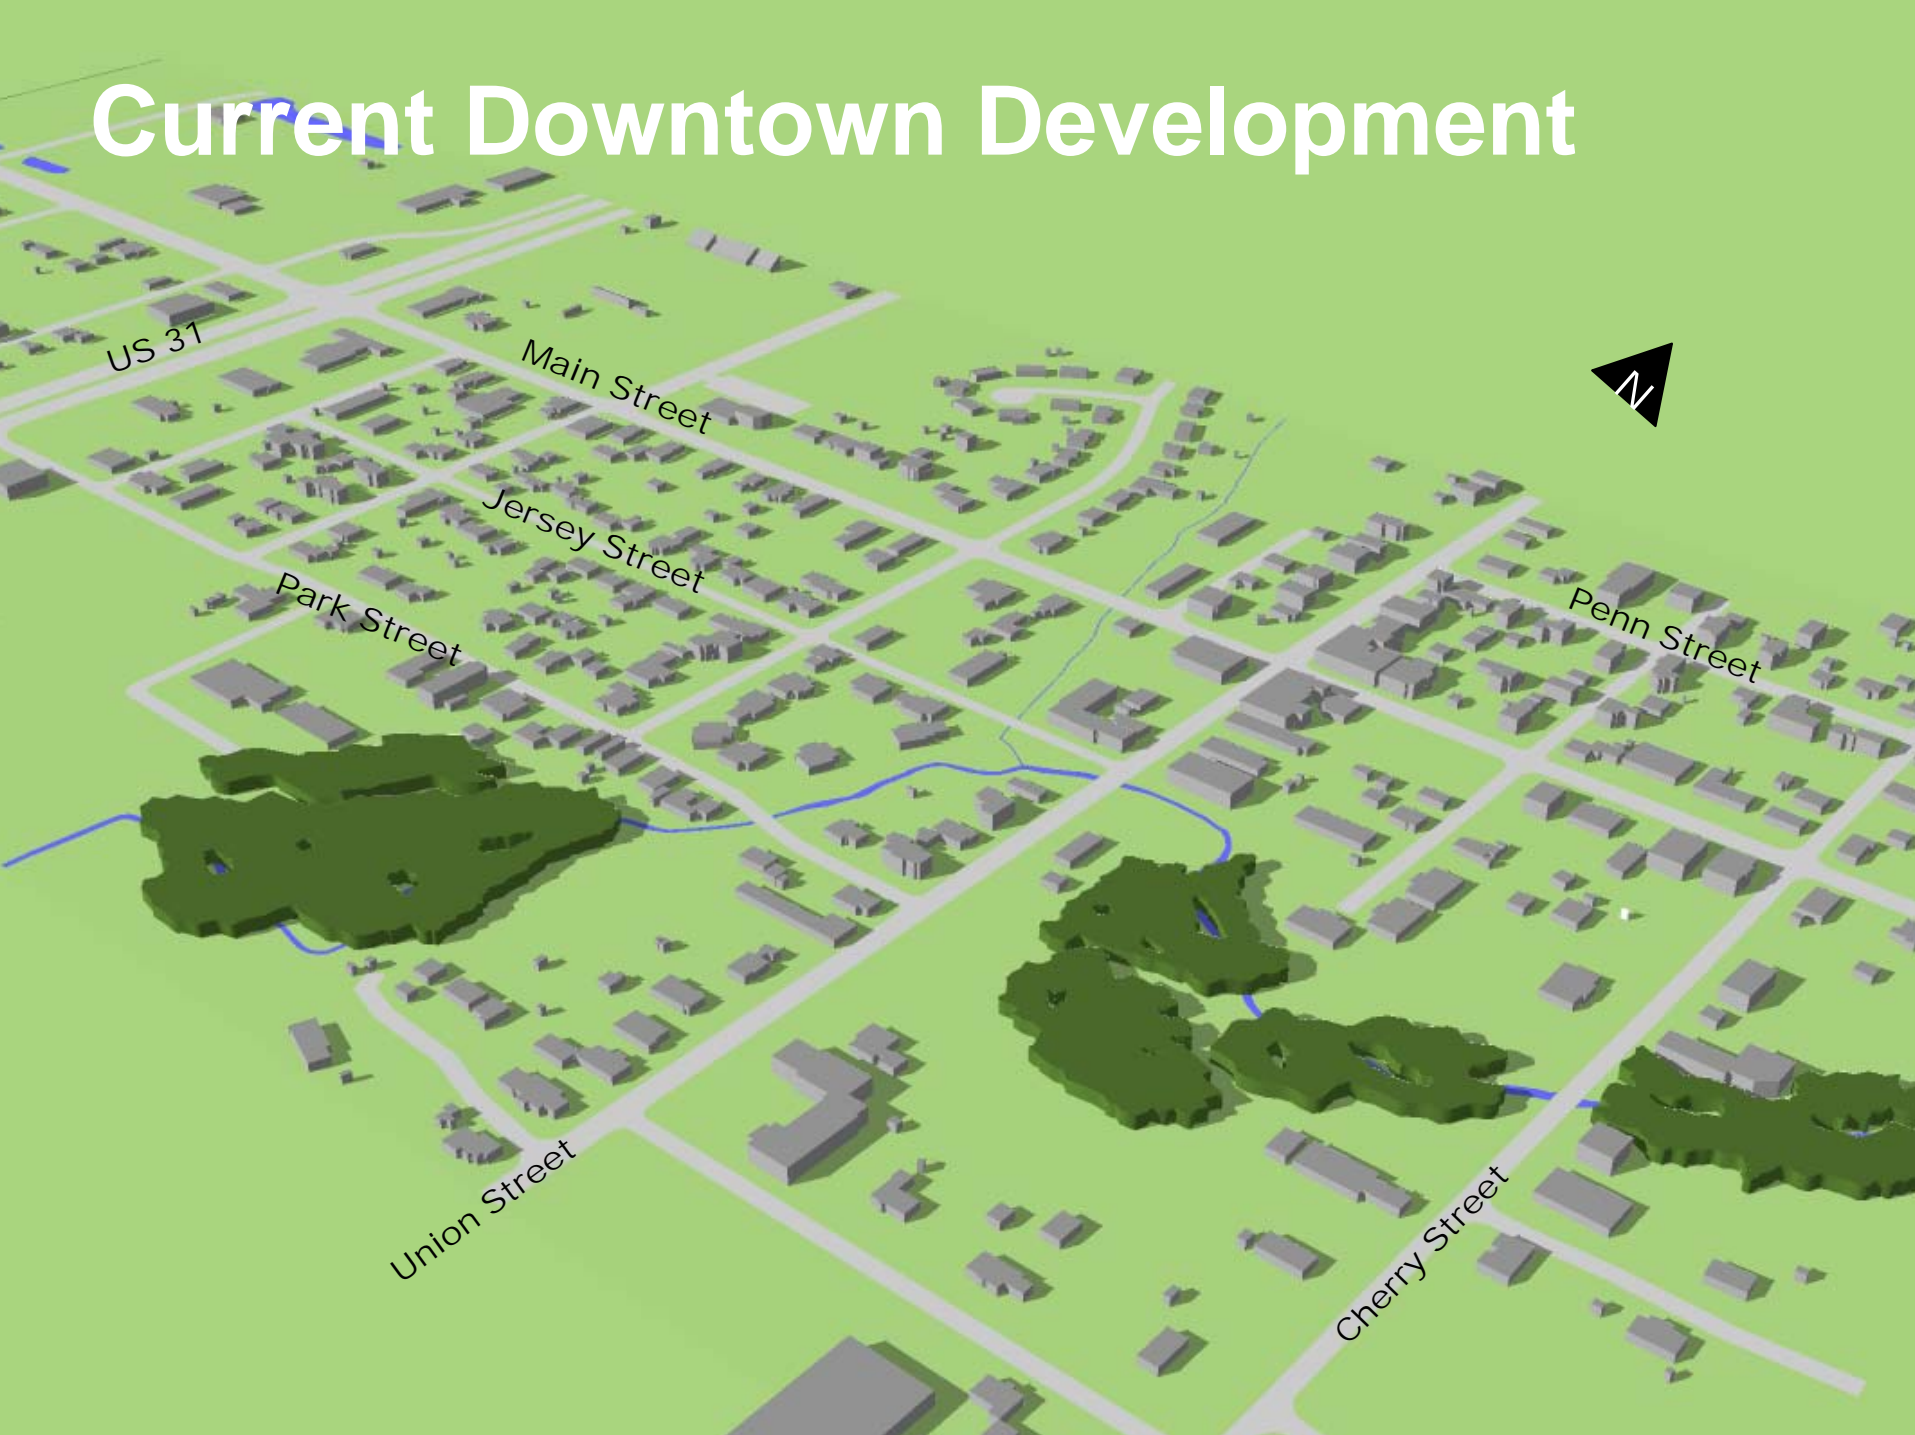 Current Downtown Development
US 31
Main Street
N
Jersey Street
Park Street
Penn Street
Union Street
Cherry Street